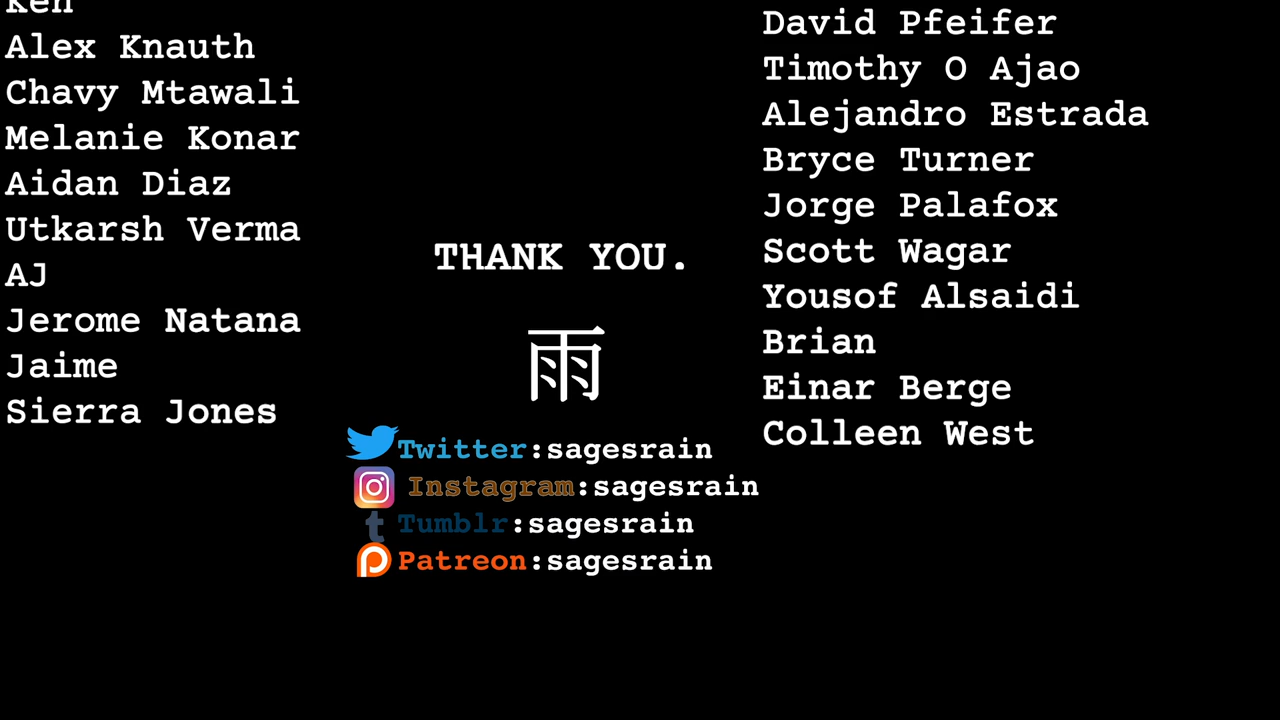 Ken
Alex Knauth
Chavy Mtawali
Melanie Konar
Aidan Diaz
Utkarsh Verma
AJ
Jerome Natana
Jaime
Sierra Jones
THANK YOU.
雨
Twitter:sagesrain
Instagram:sagesrain
Tumblr:sagesrain
Patreon:sagesrain
David Pfeifer
Timothy O Ajao
Alejandro Estrada
Bryce Turner
Jorge Palafox
Scott Wagar
Yousof Alsaidi
Brian
Einar Berge
Colleen West